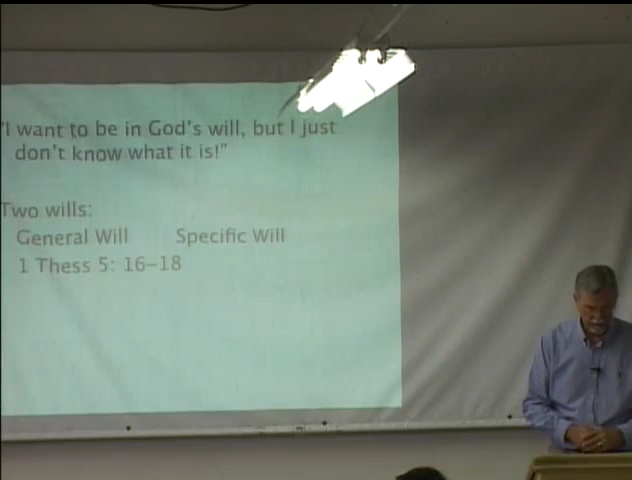 "I want to be in God's will, but I just
don't know what it is!"
Two wills:
General Will Specific Will
1 Thess 5: 16-18